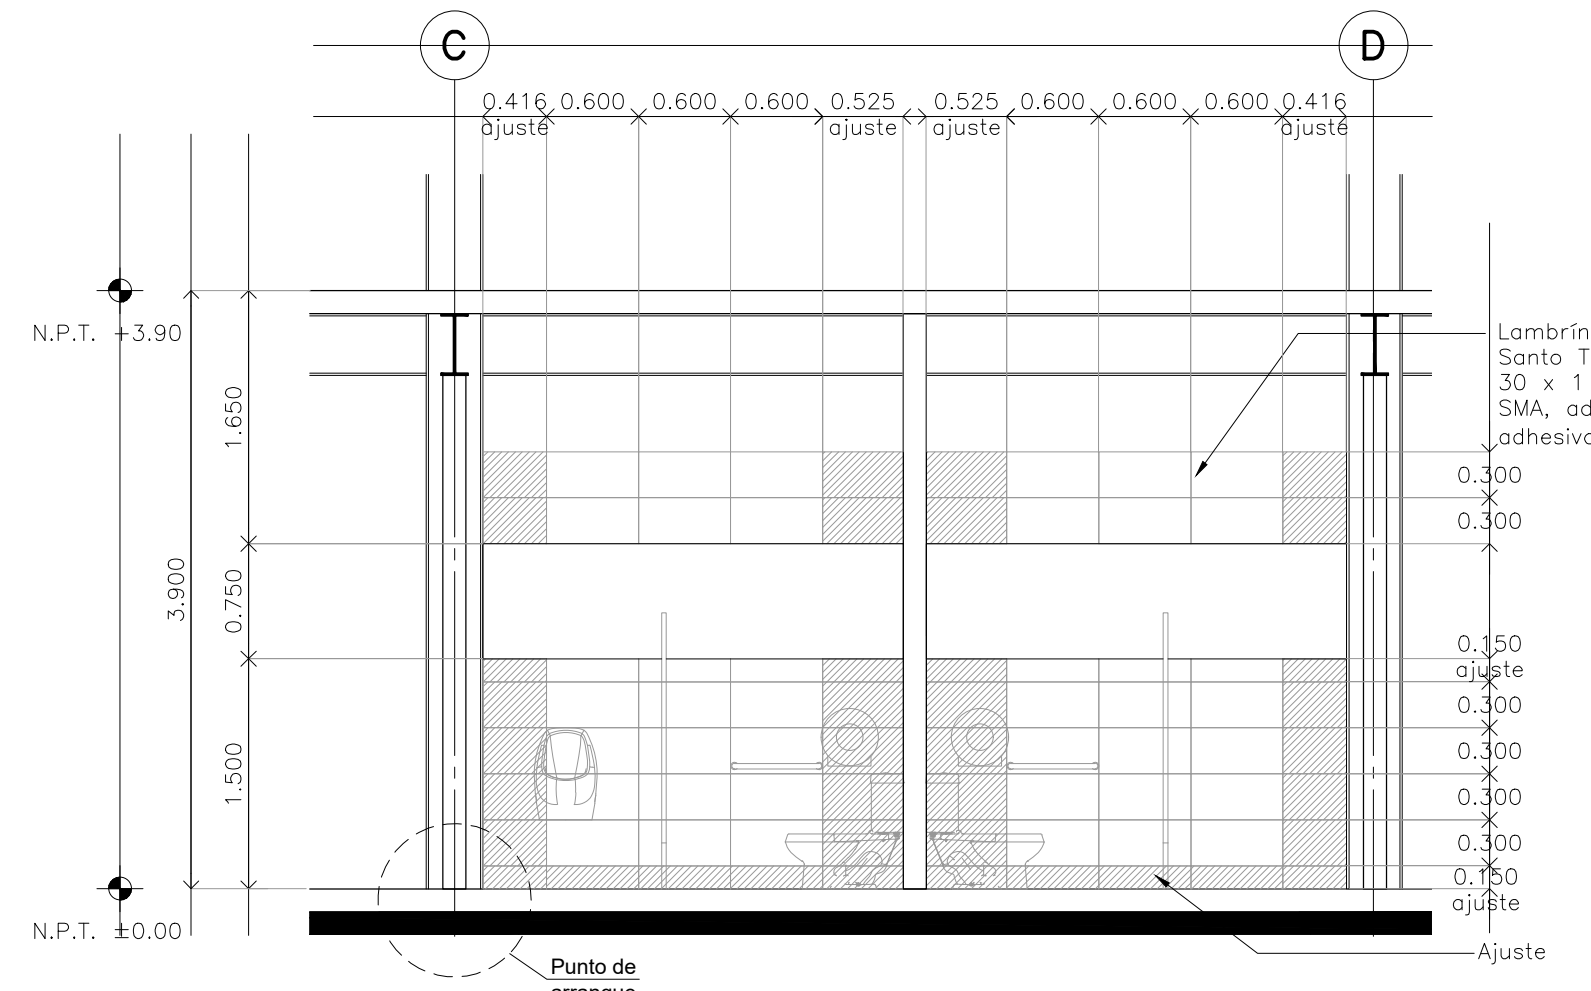 C
D
0.416 0.600 0.600 0.600 0.525 0.525 0.600 0.600 0.600 0.416
ajuste ajuste ajuste ajuste
N.P.T. +3.90
1.650
0.750
3.900
1.500
N.P.T. ±0.00
Lambrín
Santo T
30 x 1
SMA, ad
adhesivo
0.300
0.300
0.150
ajuste
0.300
0.300
0.300
0.300
0.150
ajuste
Ajuste
Punto de
arranque